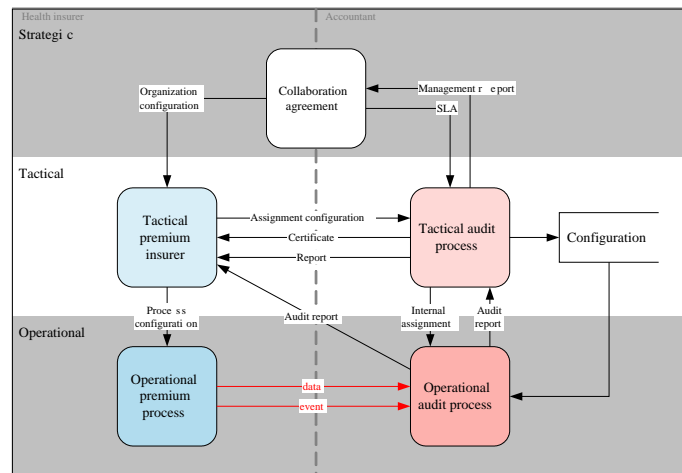 Health insurer
Accountant
Strategi c
Organization
configuration
Collaboration
agreement
Management r eport
SLA
Tactical
Tactical
premium
insurer
Assignment configuration
Certificate
Report
Tactical audit
process
Configuration
Proce ss
configurati on
Audit report
Internal
assignment
Audit
report
Operational
Operational
premium
process
data
event
Operational
audit process